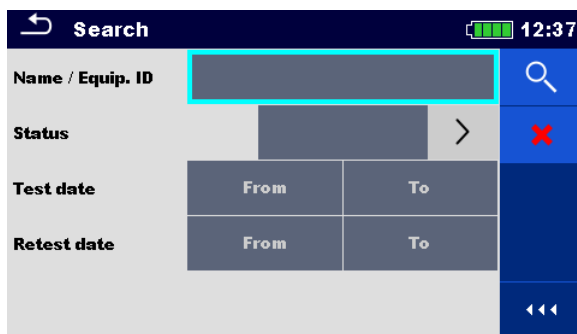 Search 12:37
Name / Equip. ID
Status
Test date From To
Retest date From To